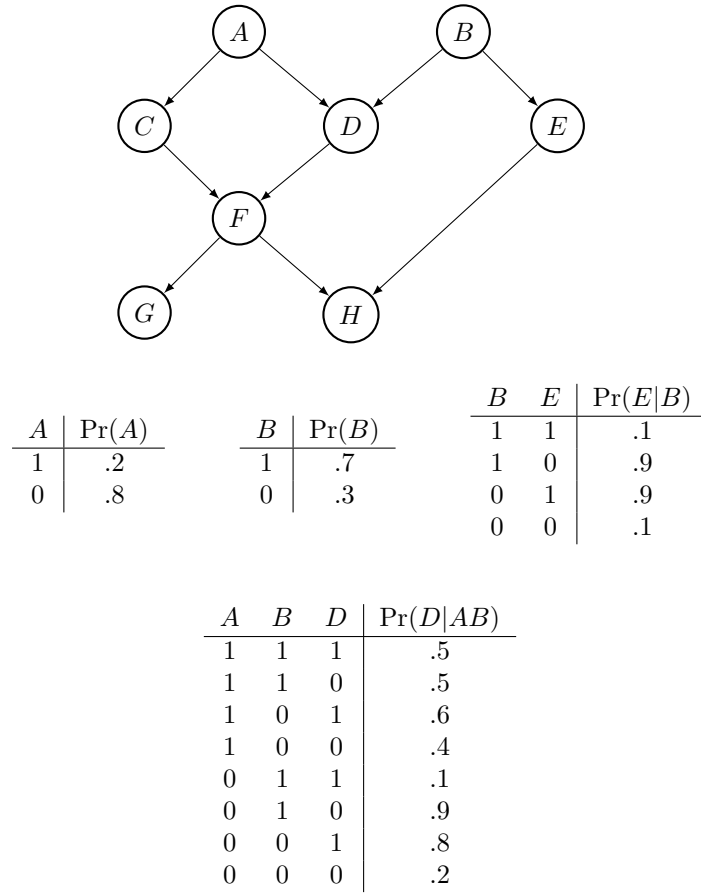 A B
C D E
F
G H
A Pr(A)
1 .2
0 .8
B Pr(B)
1 .7
0 .3
B E Pr(E|B)
1 1 .1
1 0 .9
0 1 .9
0 0 .1
A B D Pr(D|AB)
1 1 1 .5
1 1 0 .5
1 0 1 .6
1 0 0 .4
0 1 1 .1
0 1 0 .9
0 0 1 .8
0 0 0 .2